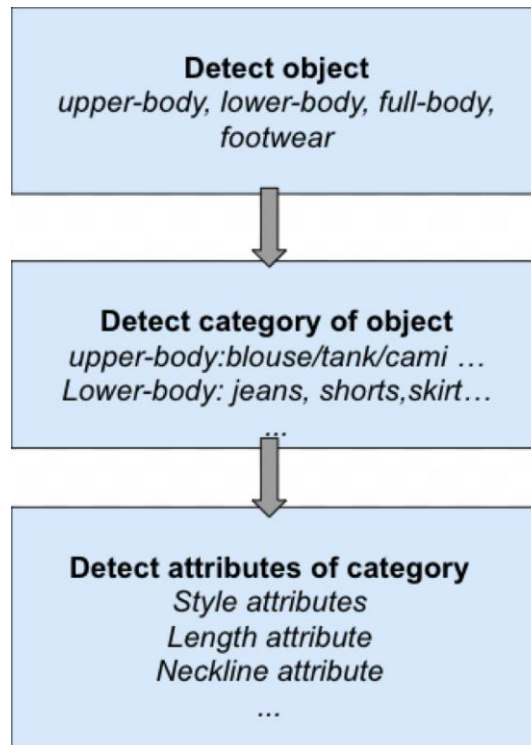 Detect object
upper-body, lower-body, full-body,
footwear
Detect category of object
upper-body:blouse/tank/cami ...
Lower-body: jeans, shorts,skirt...
...
Detect attributes of category
Style attributes
Length attribute
Neckline attribute
...